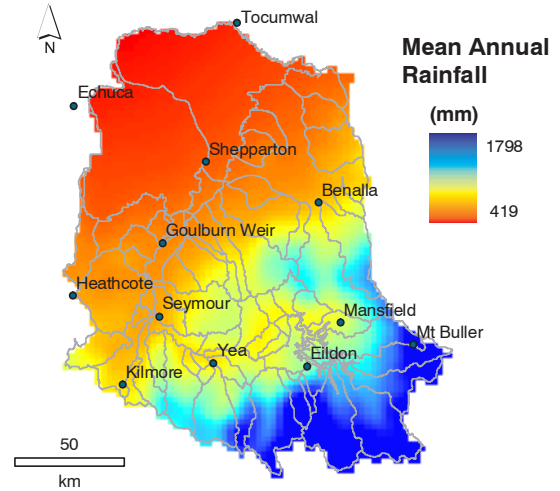 Tocumwal
N
Mean Annual
Rainfall
Echuca
(mm)
1798
Shepparton
Benalla
419
Goulburn Weir
Heathcote
Seymour
Mansfield
Mt Buller
Yea
Eildon
Kilmore
50
km